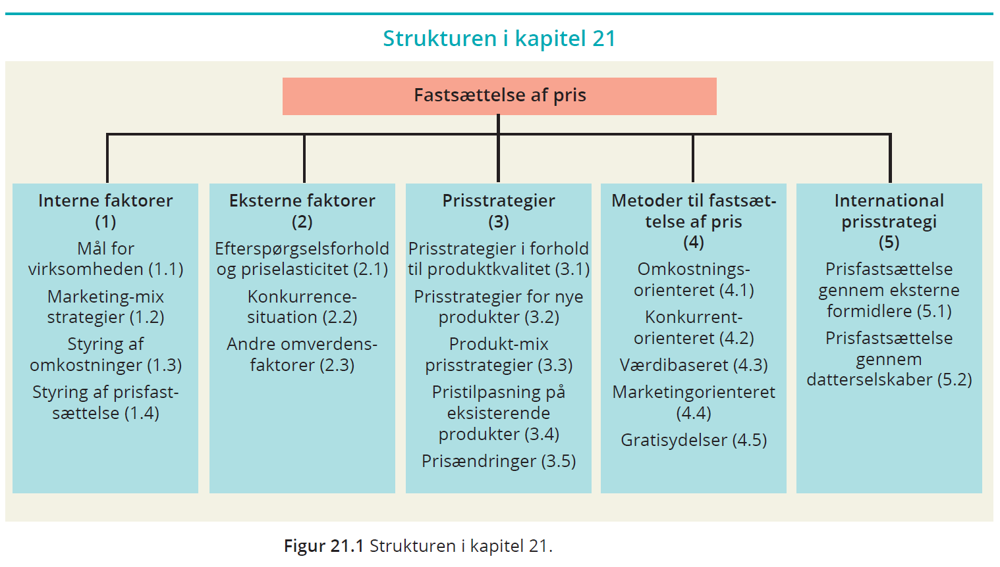 Strukturen i kapitel 21
Fastsættelse af pris
Interne faktorer
(1)
Mål for
virksomheden (1.1)
Marketing-mix
strategier (1.2)
Styring af
omkostninger (1.3)
Styring af prisfast-
sættelse (1.4)
Eksterne faktorer
(2)
Efterspørgselsforhold
og priselasticitet (2.1)
Konkurrence-
situation (2.2)
Andre omverdens-
faktorer (2.3)
Prisstrategier
(3)
Prisstrategier i forhold
til produktkvalitet (3.1)
Prisstrategier for nye
produkter (3.2)
Produkt-mix
prisstrategier (3.3)
Pristilpasning på
eksisterende
produkter (3.4)
Prisændringer (3.5)
Metoder til fastsæt-
telse af pris
(4)
Omkostnings-
orienteret (4.1)
Konkurrent-
orienteret (4.2)
Værdibaseret (4.3)
Marketingorienteret
(4.4)
Gratisydelser (4.5)
International
prisstrategi
(5)
Prisfastsættelse
gennem eksterne
formidlere (5.1)
Prisfastsættelse
gennem
datterselskaber (5.2)
Figur 21.1 Strukturen i kapitel 21.